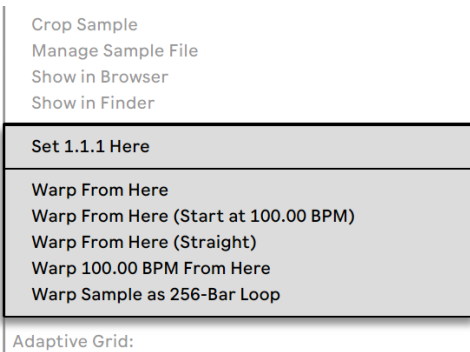 Crop Sample
Manage Sample File
Show in Browser
Show in Finder
Set 1.1.1 Here
Warp From Here
Warp From Here (Start at 100.00 BPM)
Warp From Here (Straight)
Warp 100.00 BPM From Here
Warp Sample as 256-Bar Loop
Adaptive Grid: